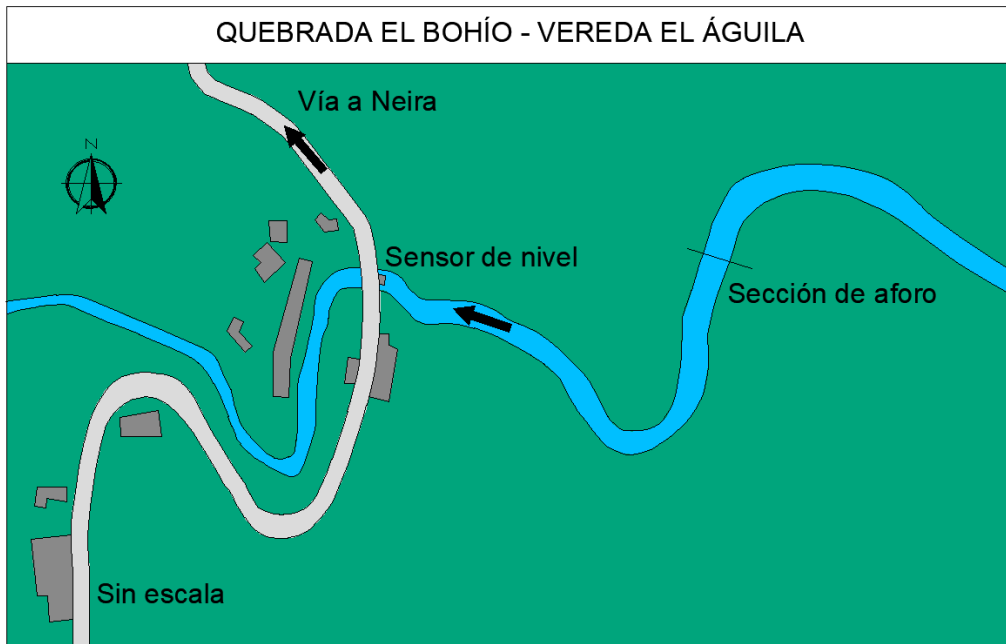 QUEBRADA EL BOHÍO - VEREDA EL ÁGUILA
Vía a Neira
N
Sensor de nivel
Sección de aforo
Sin escala